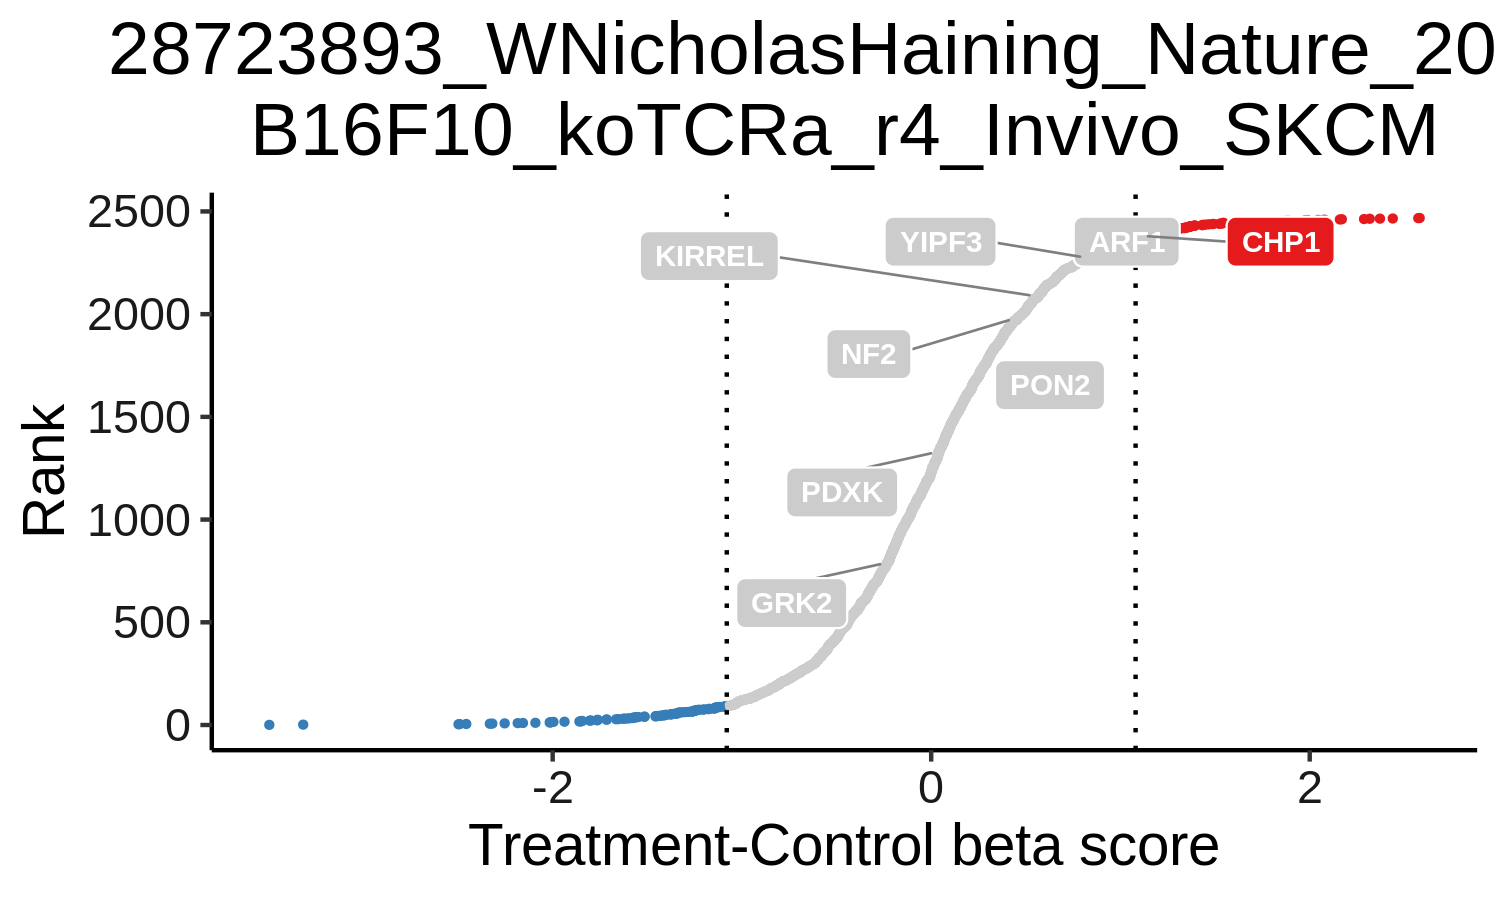 28723893_WNicholasHaining_Nature_20
B16F10_koTCRa_r4_Invivo_SKCM
2500
2000
1500
1000
500
0
Rank
KIRREL
YIPF3
ARF1
CHP1
NF2
PON2
PDXK
GRK2
-2
0
2
Treatment-Control beta score